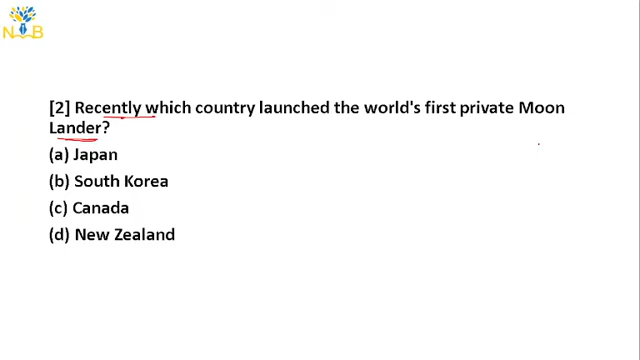 N B
[2] Recently which country launched the world's first private Moon
Lander?
(a) Japan
(b) South Korea
(c) Canada
(d) New Zealand